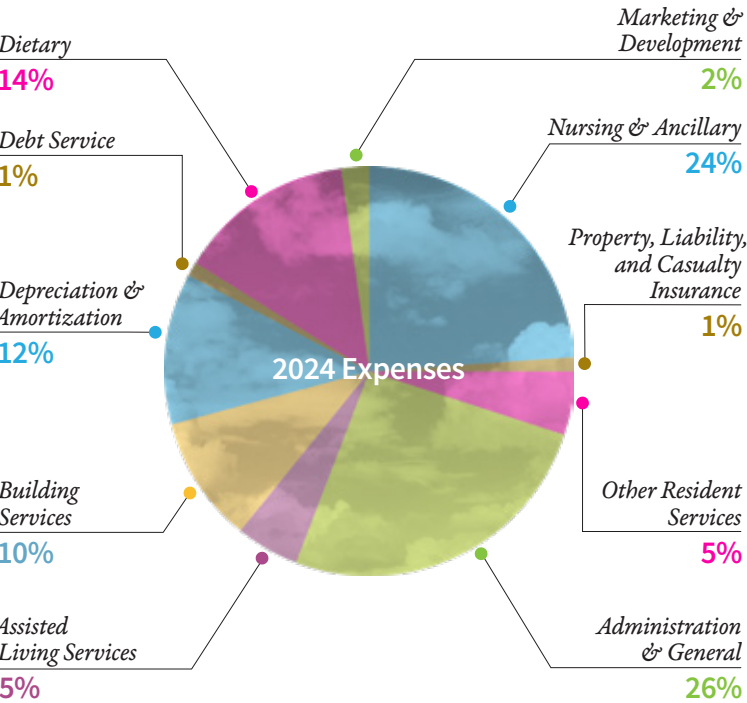 Marketing &
Development
2%
Nursing & Ancillary
24%
Property, Liability,
and Casualty
Insurance
1%
Other Resident
Services
5%
Administration
& General
26%
Assisted
Living Services
5%
Building
Services
10%
Depreciation &
Amortization
12%
Debt Service
1%
Dietary
14%
2024 Expenses